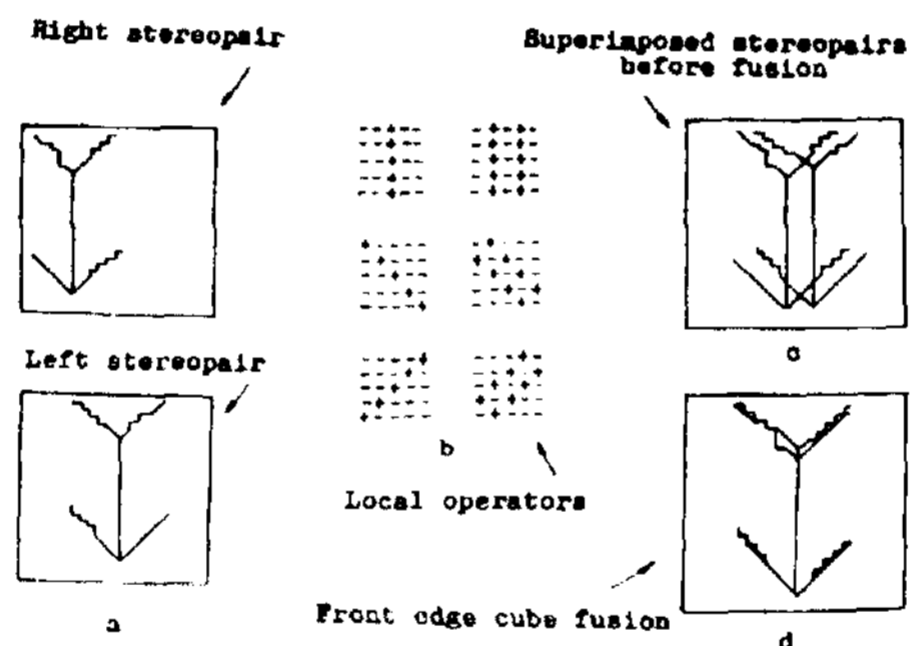 Right stereopair
Superimposed stereopairs
before fusion
c
Left stereopair
b
Local operators
Front edge cube fusion
a
d